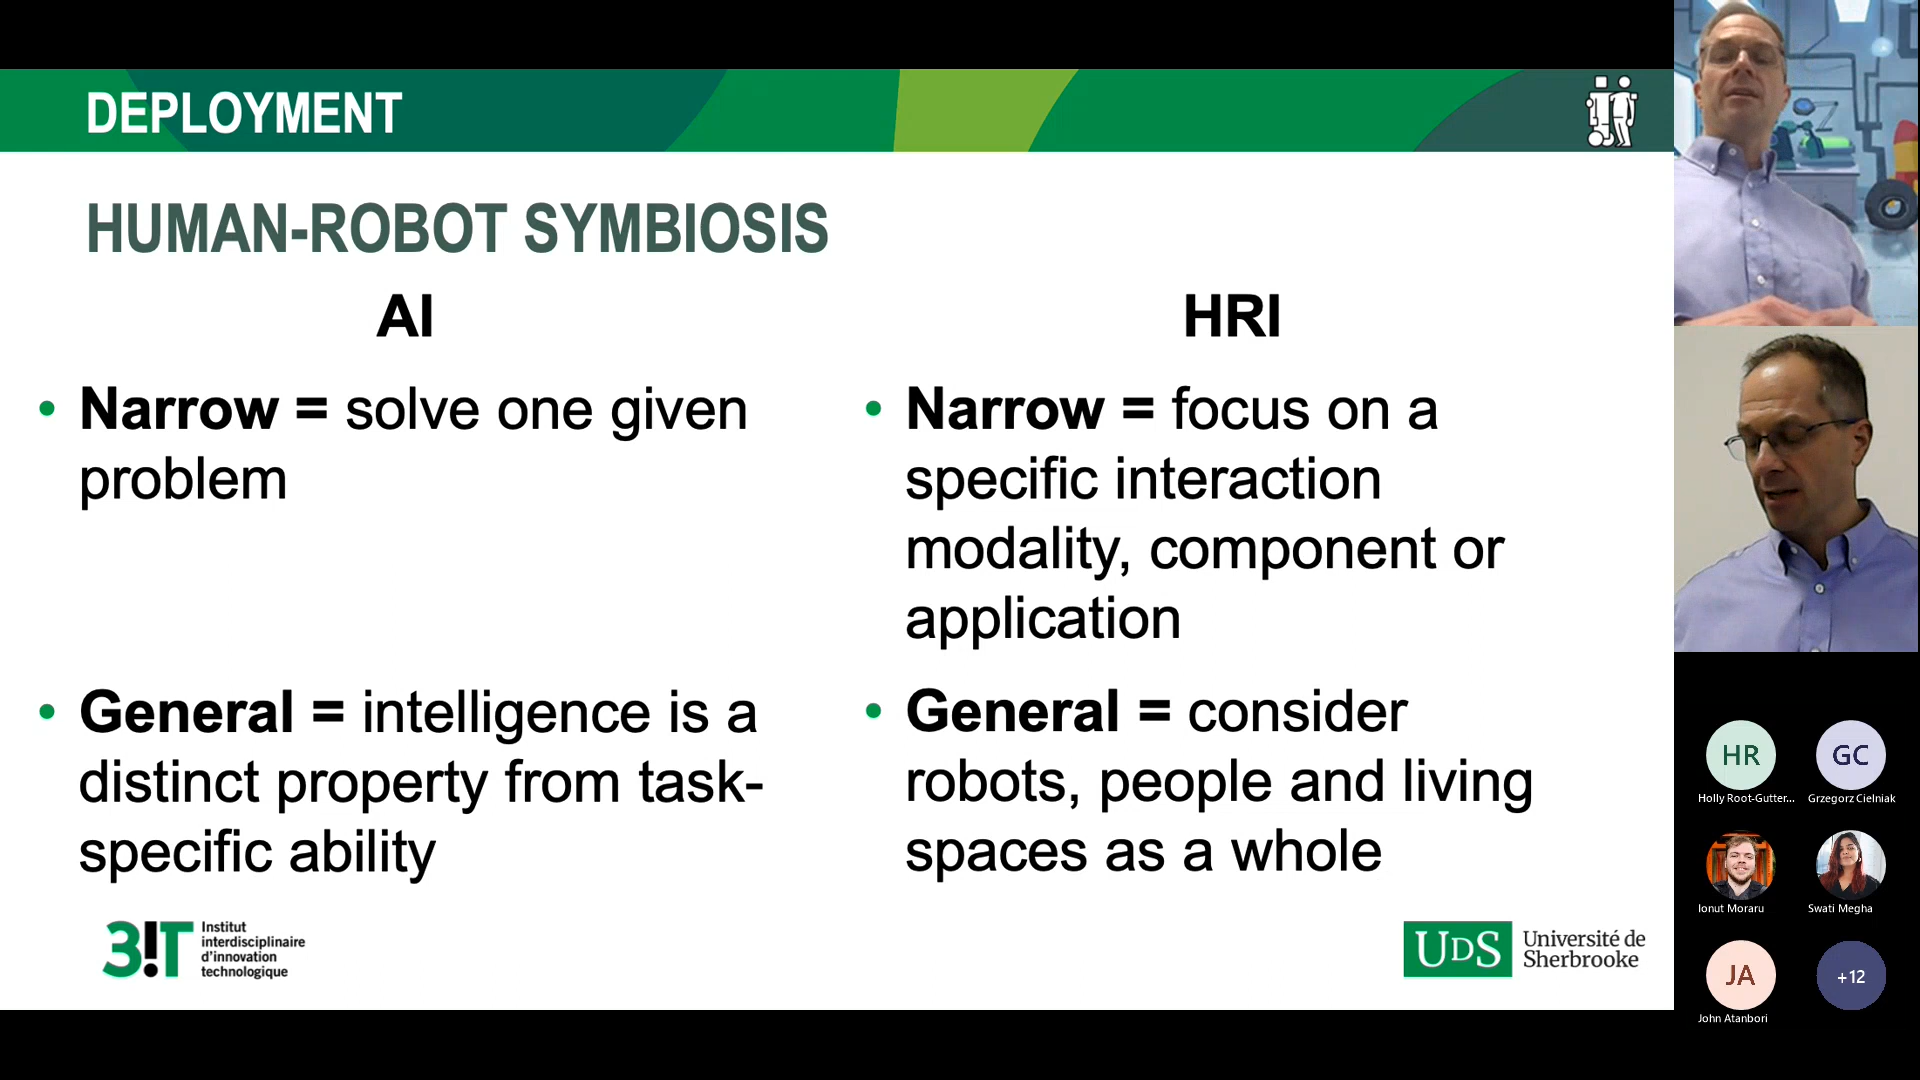 DEPLOYMENT
HUMAN-ROBOT SYMBIOSIS
AI
• Narrow = solve one given
problem
• General = intelligence is a
distinct property from task-
specific ability
HRI
• Narrow = focus on a
specific interaction
modality, component or
application
• General = consider
robots, people and living
spaces as a whole
3!T
Institut
interdisciplinaire
d'innovation
technologique
UDS
Université de
Sherbrooke
HR
Holly Root-Gutter...
GC
Grzegorz Cielniak
Ionut Moraru
Swati Megha
JA
John Atanbori
+12